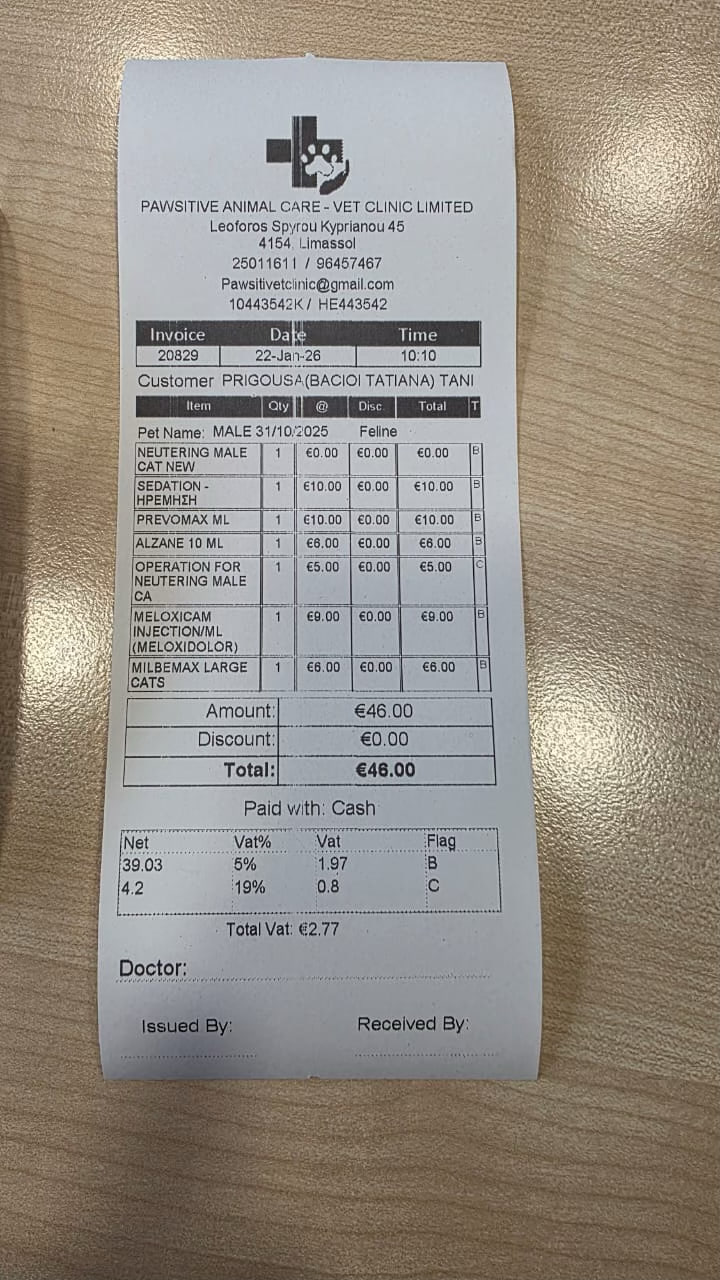 PAWSITIVE ANIMAL CARE - VET CLINIC LIMITED
Leoforos Spyrou Kyprianou 45
4154, Limassol
25011611 / 96457467
Pawsitivetclinic@gmail.com
10443542K / HE443542
Invoice Date Time
20829 22-Jan-26 10:10
Customer PRIGOUSA(BACIOI TATIANA) TANI
Item Qty @ Disc. Total T
Pet Name: MALE 31/10/2025 Feline
NEUTERING MALE 1 €0.00 €0.00 €0.00 B
CAT NEW
SEDATION - 1 €10.00 €0.00 €10.00 B
ΗΡΕΜΗΣΗ
PREVOMAX ML 1 €10.00 €0.00 €10.00 B
ALZANE 10 ML 1 €6.00 €0.00 €6.00 B
OPERATION FOR 1 €5.00 €0.00 €5.00 C
NEUTERING MALE
CA
MELOXICAM 1 €9.00 €0.00 €9.00 B
INJECTION/ML
(MELOXIDOLOR)
MILBEMAX LARGE 1 €6.00 €0.00 €6.00 B
CATS
Amount: €46.00
Discount: €0.00
Total: €46.00
Paid with: Cash
Net Vat% Vat Flag
39.03 5% 1.97 B
4.2 19% 0.8 C
Total Vat: €2.77
Doctor:
Issued By: Received By: